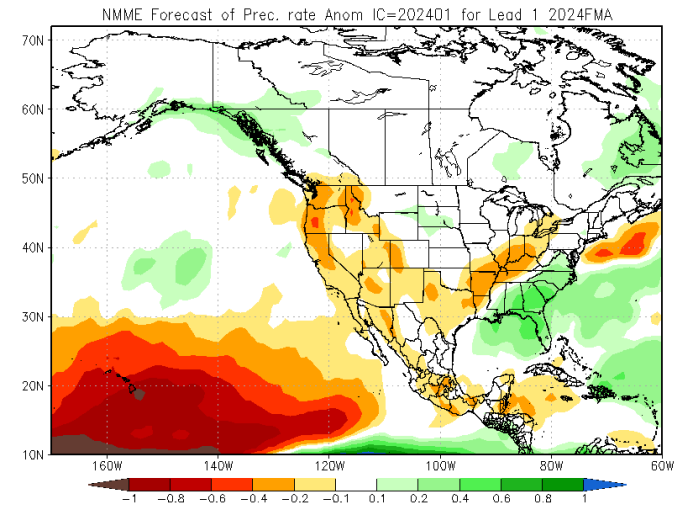 NMME Forecast of Prec. rate Anom IC=202401 for Lead 1 2024FMA
70N
60N
50N
40N
30N
20N
10N
160W 140W 120W 100W 80W 60W
-1 -0.8 -0.6 -0.4 -0.2 -0.1 0.1 0.2 0.4 0.6 0.8 1